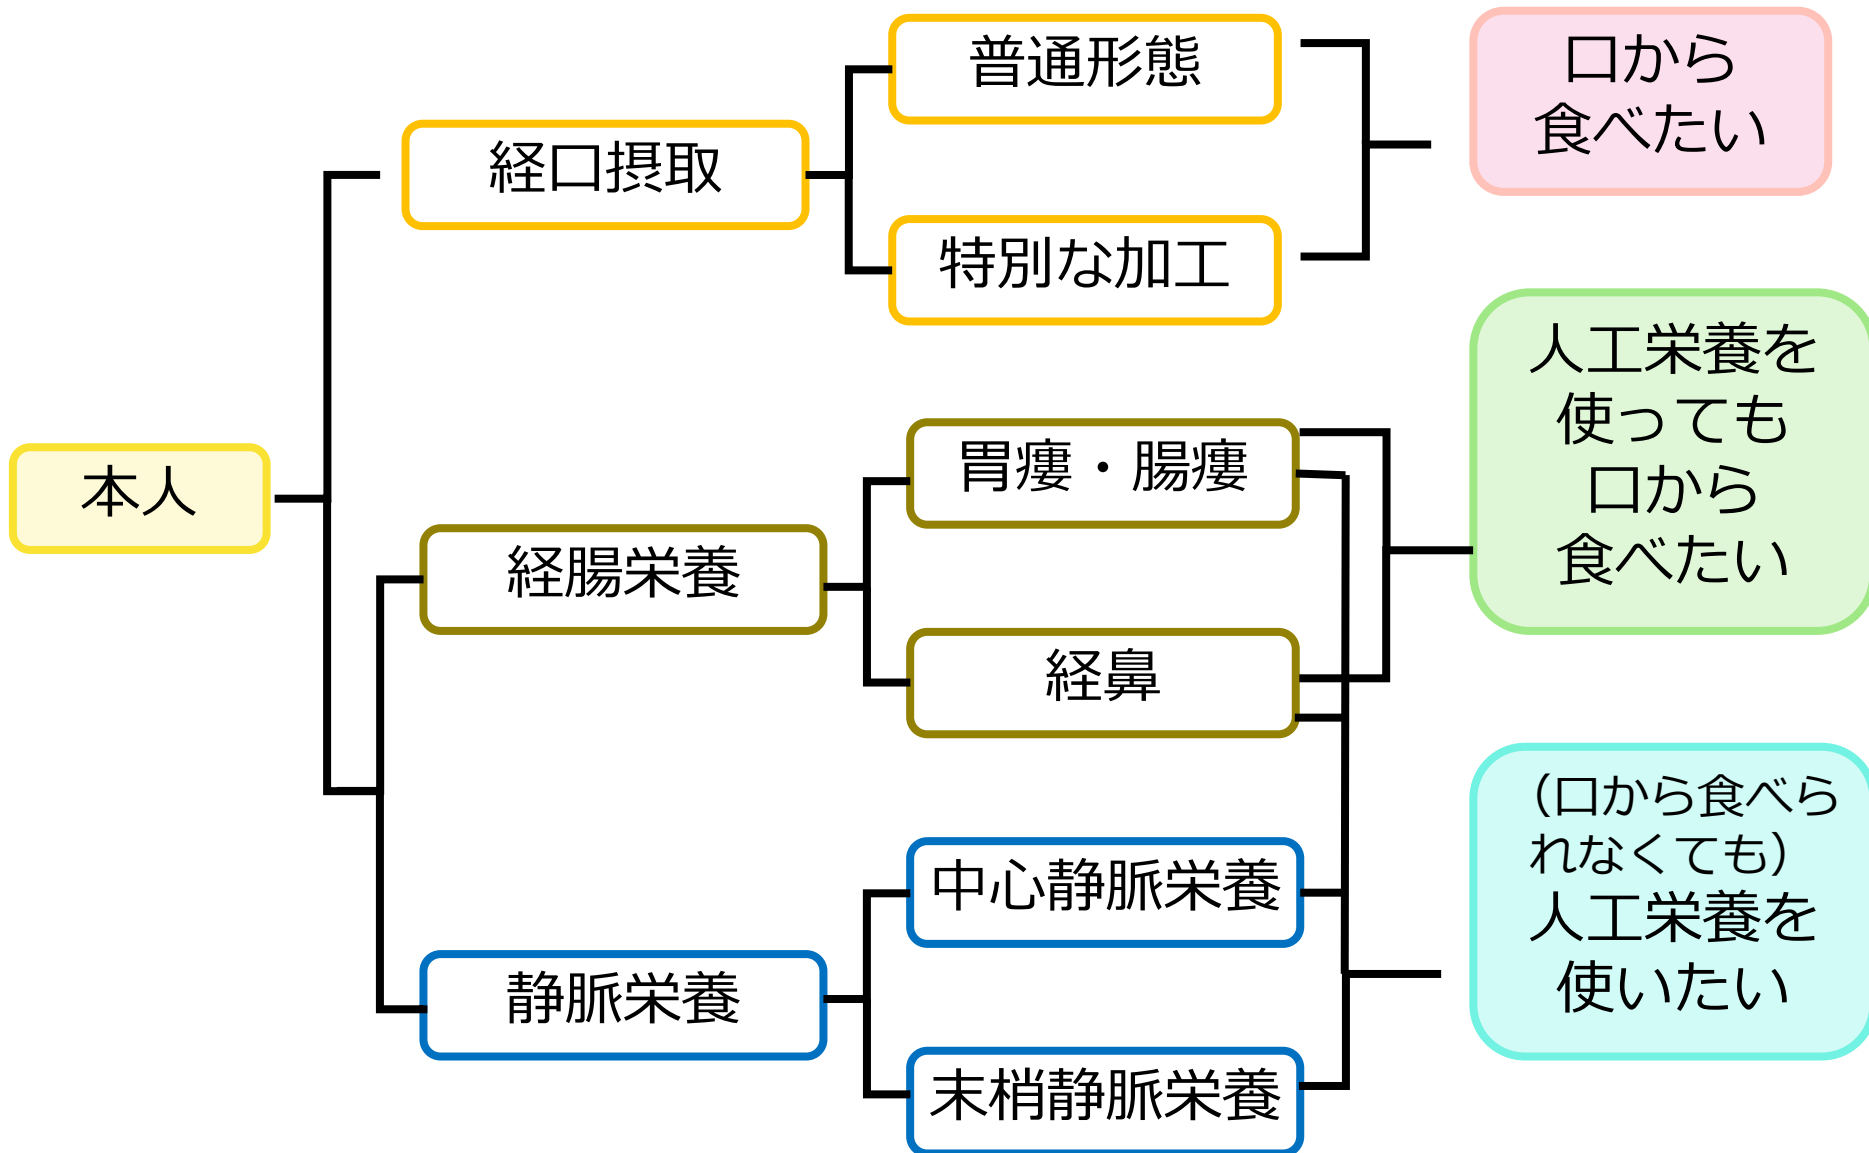 普通形態
口から
食べたい
経口摂取
特別な加工
人工栄養を
使っても
口から
食べたい
胃瘻・腸瘻
本人
経腸栄養
経鼻
（口から食べら
れなくても）
人工栄養を
使いたい
中心静脈栄養
静脈栄養
末梢静脈栄養